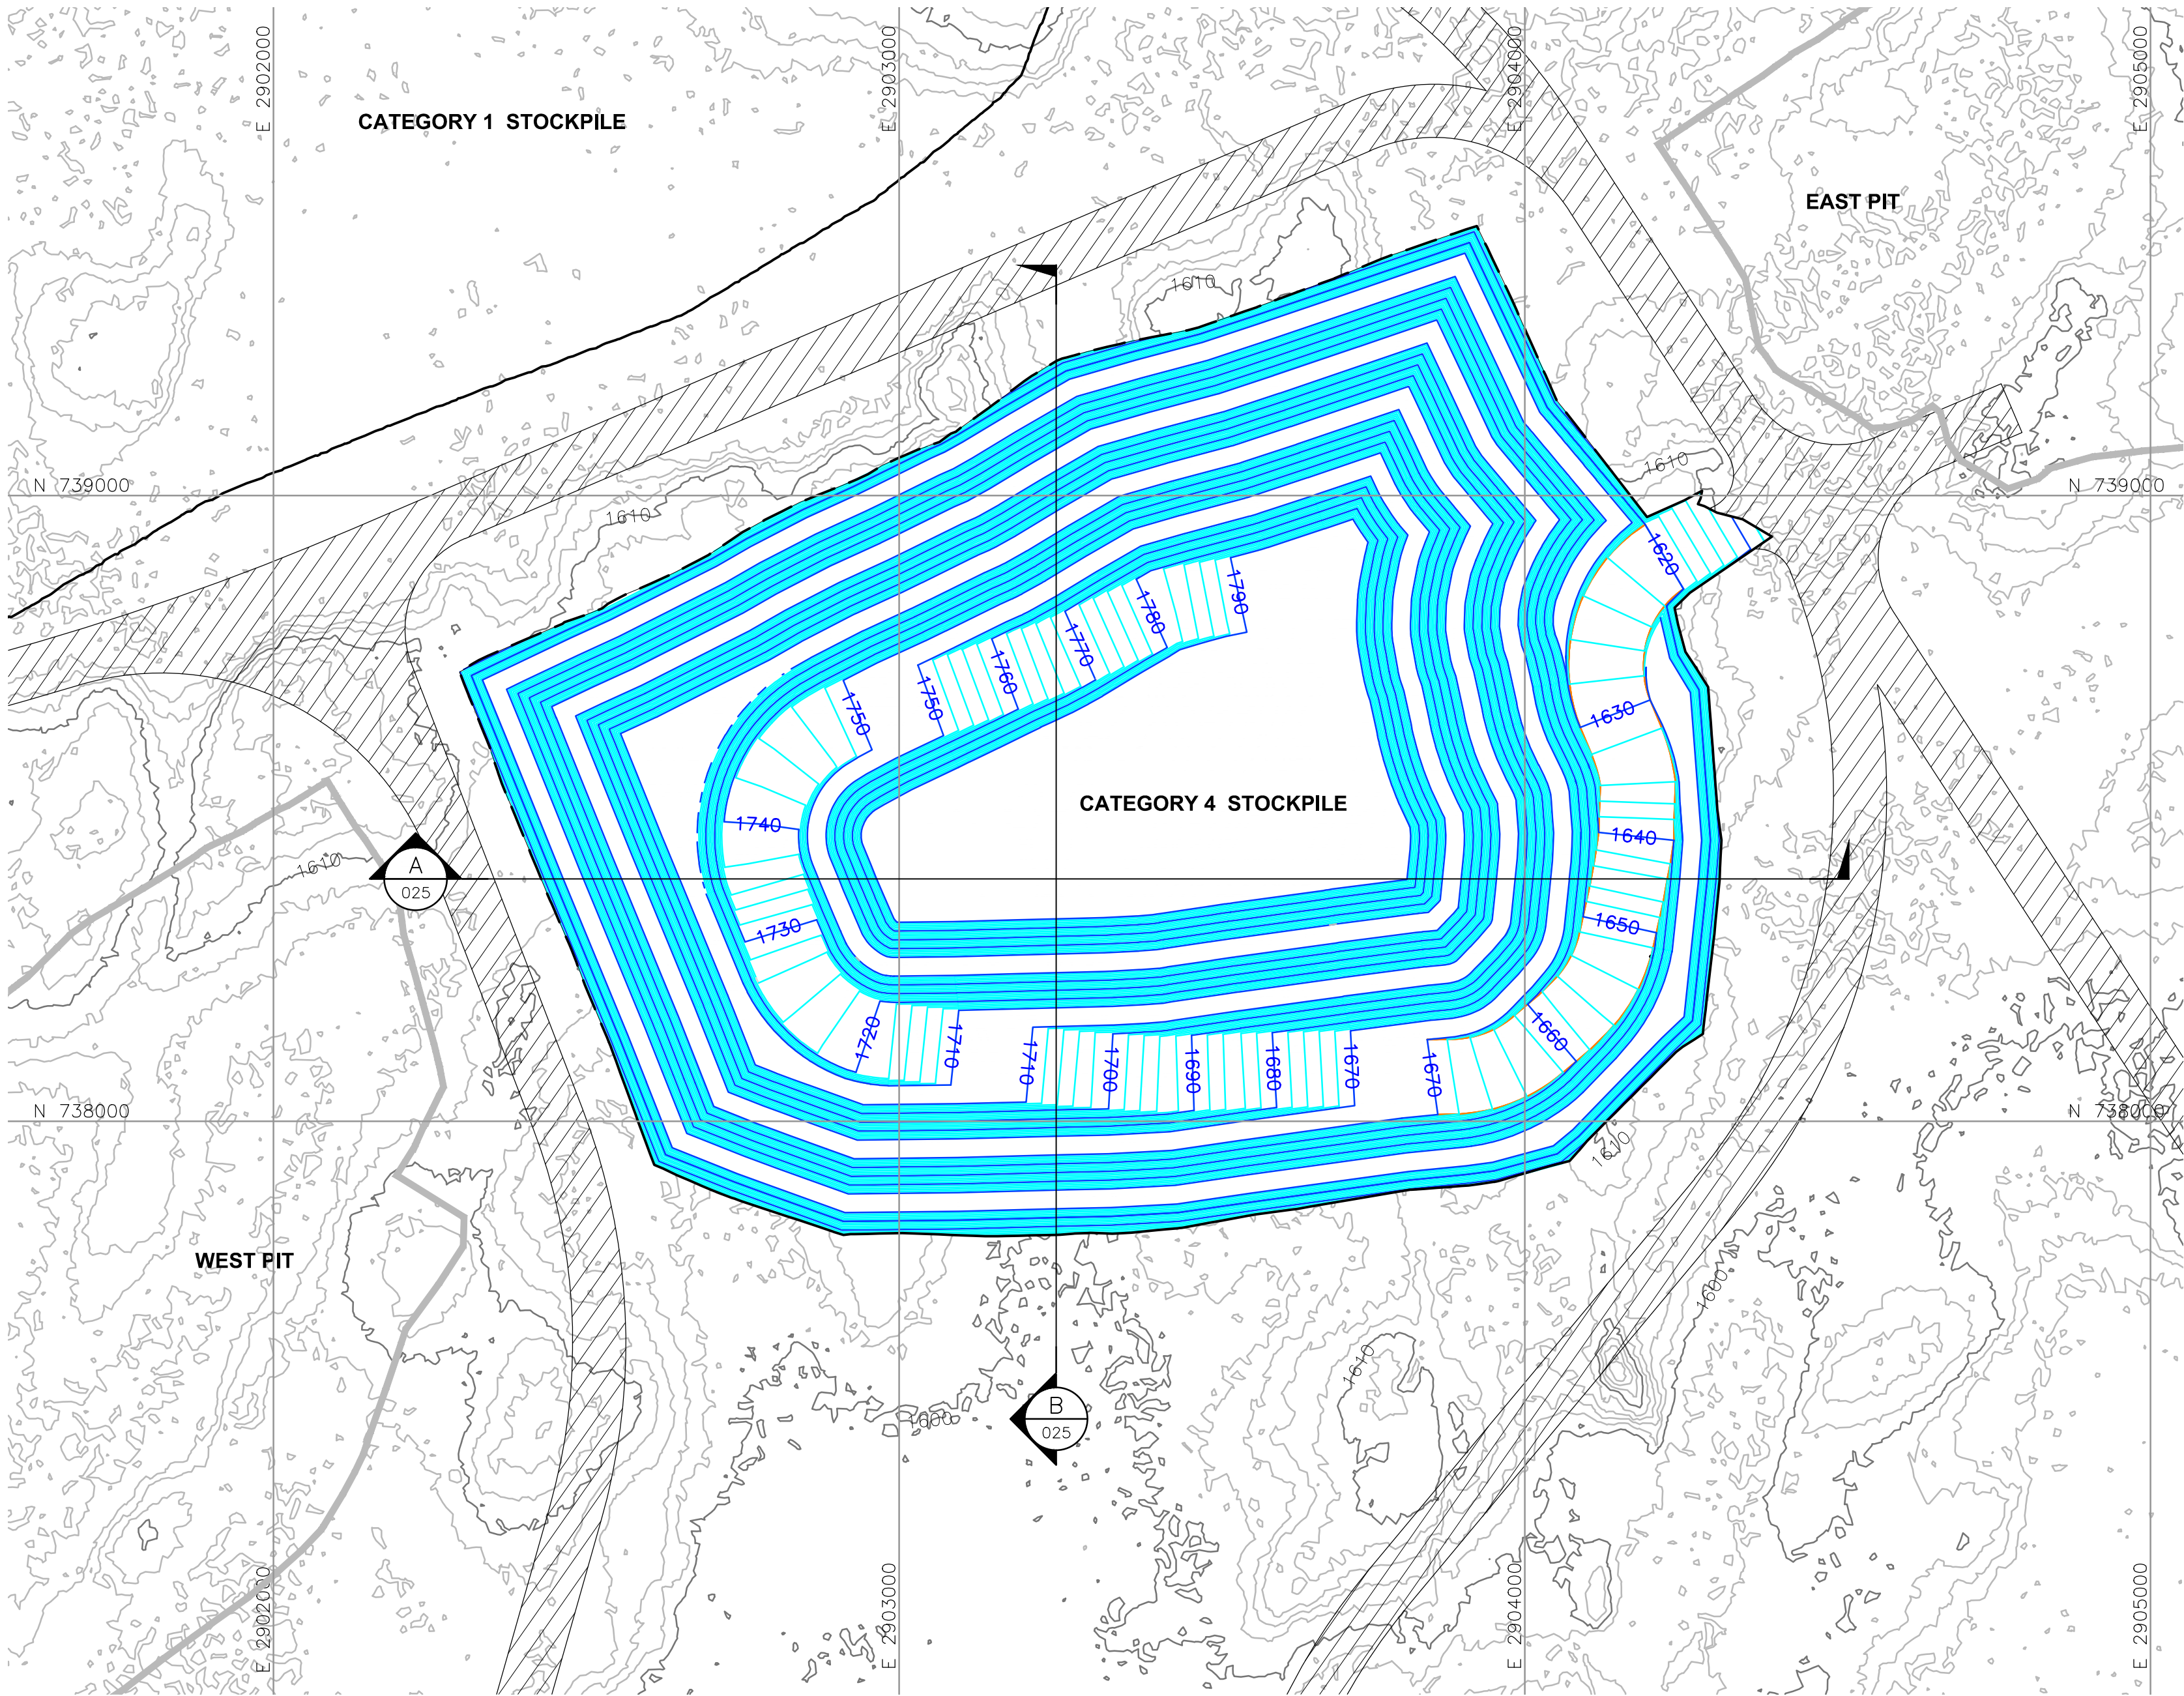 E 2902000
E 2903000
E 2904000
E 2905000
CATEGORY 1 STOCKPILE
EAST PIT
1610
1610
N 739000
N 739000
1610
1620
1790
1780
1770
1760
1750
1750
1630
CATEGORY 4 STOCKPILE
1740
1640
1610
A
025
1730
1650
1720
1710
1710
1700
1690
1680
1670
1670
1660
N 738000
N 738000
1610
WEST PIT
1600
1610
1600
B
025
E 2902000
E 2903000
E 2904000
E 2905000